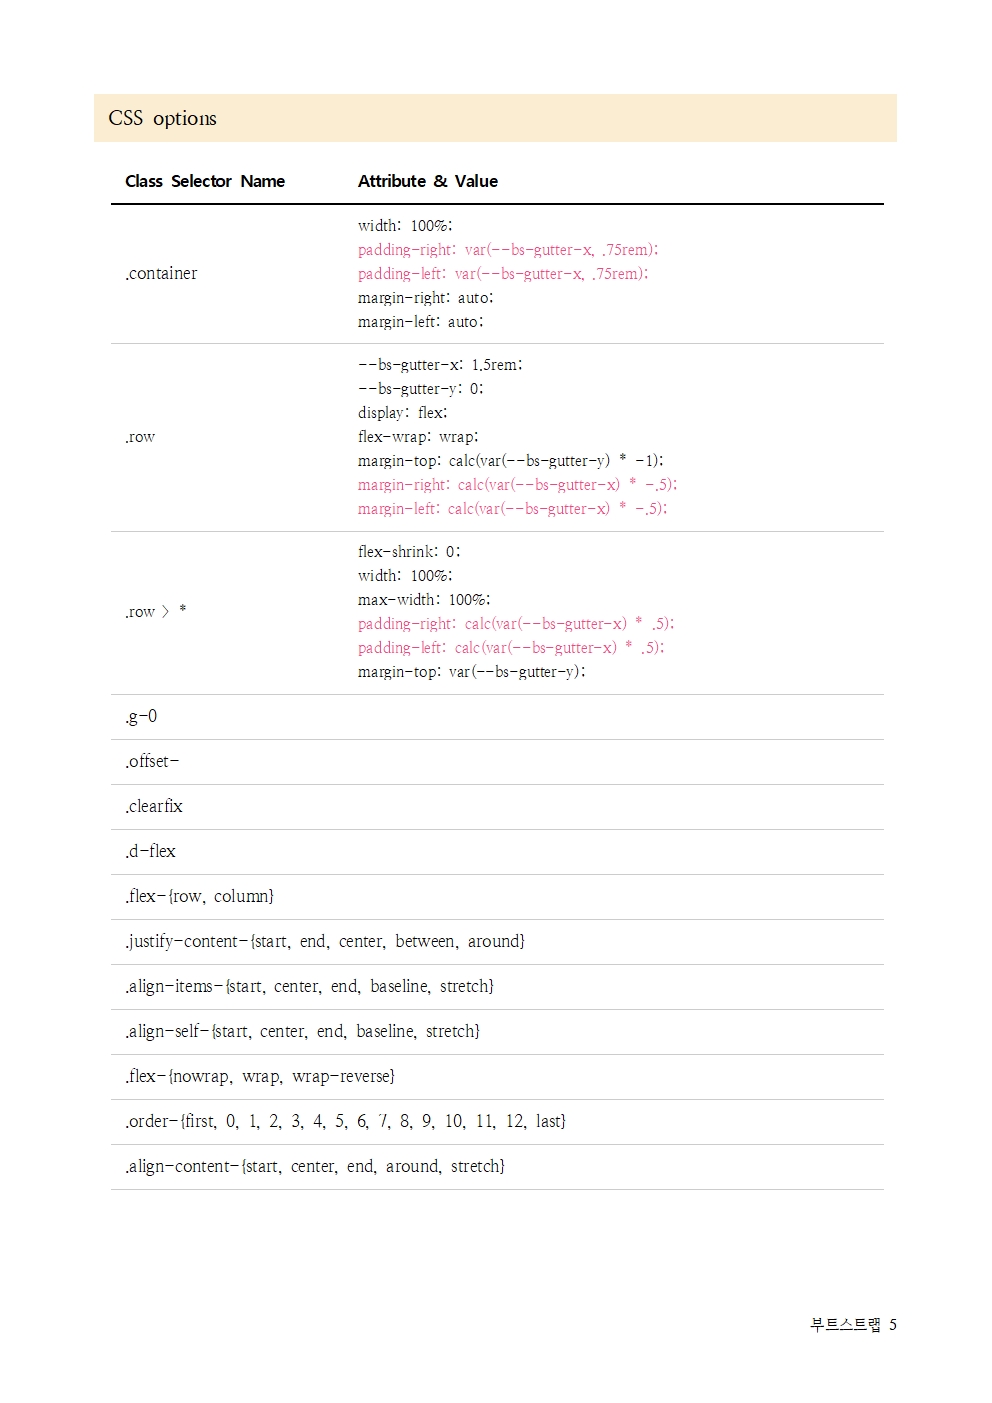 CSS options
Class Selector Name Attribute & Value
.container
width: 100%;
padding-right: var(--bs-gutter-x, .75rem);
padding-left: var(--bs-gutter-x, .75rem);
margin-right: auto;
margin-left: auto;
.row
--bs-gutter-x: 1.5rem;
--bs-gutter-y: 0;
display: flex;
flex-wrap: wrap;
margin-top: calc(var(--bs-gutter-y) * -1);
margin-right: calc(var(--bs-gutter-x) * -.5);
margin-left: calc(var(--bs-gutter-x) * -.5);
.row > *
flex-shrink: 0;
width: 100%;
max-width: 100%;
padding-right: calc(var(--bs-gutter-x) * .5);
padding-left: calc(var(--bs-gutter-x) * .5);
margin-top: var(--bs-gutter-y);
.g-0
.offset-
.clearfix
.d-flex
.flex-{row, column}
.justify-content-{start, end, center, between, around}
.align-items-{start, center, end, baseline, stretch}
.align-self-{start, center, end, baseline, stretch}
.flex-{nowrap, wrap, wrap-reverse}
.order-{first, 0, 1, 2, 3, 4, 5, 6, 7, 8, 9, 10, 11, 12, last}
.align-content-{start, center, end, around, stretch}
부트스트랩 5